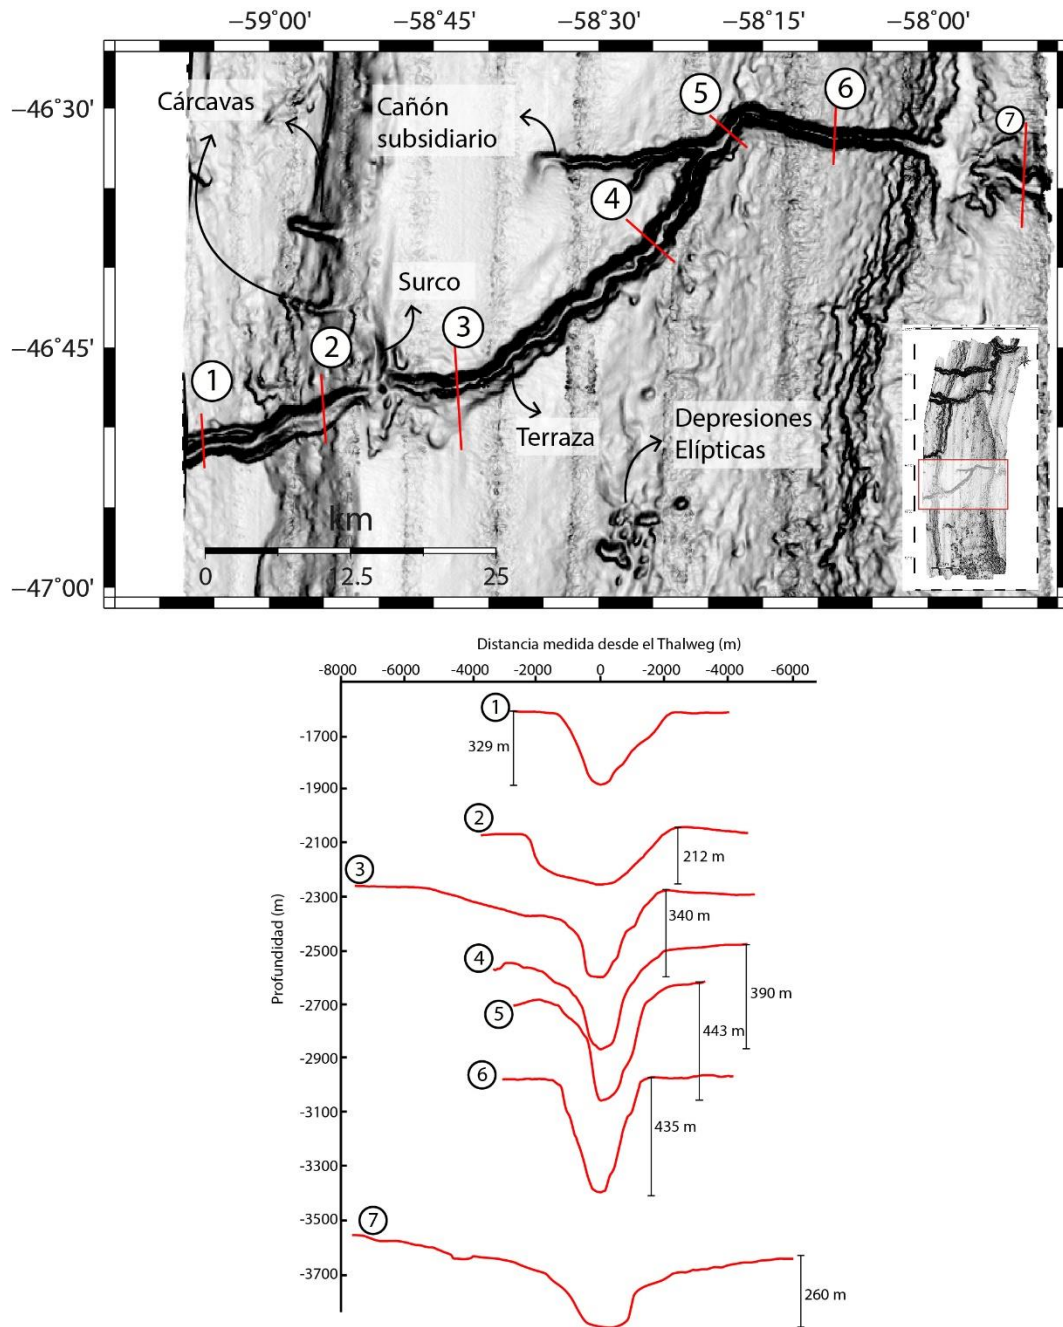 −59°00' −58°45' −58°30' −58°15' −58°00'
−46°30'
−46°45'
−47°00'
Cárcavas
Cañón
subsidiario
5
6
7
4
Surco
3
2
1
Terraza
Depresiones
Elípticas
km
0 2.5 25
Distancia medida desde el Thalweg (m)
-8000 -6000 -4000 -2000 0 -2000 -4000 -6000
Profundidad (m)
-1700
-1900
-2100
-2300
-2500
-2700
-2900
-3100
-3300
-3500
-3700
1
329 m
2
212 m
3
340 m
4
390 m
5
443 m
6
435 m
7
260 m